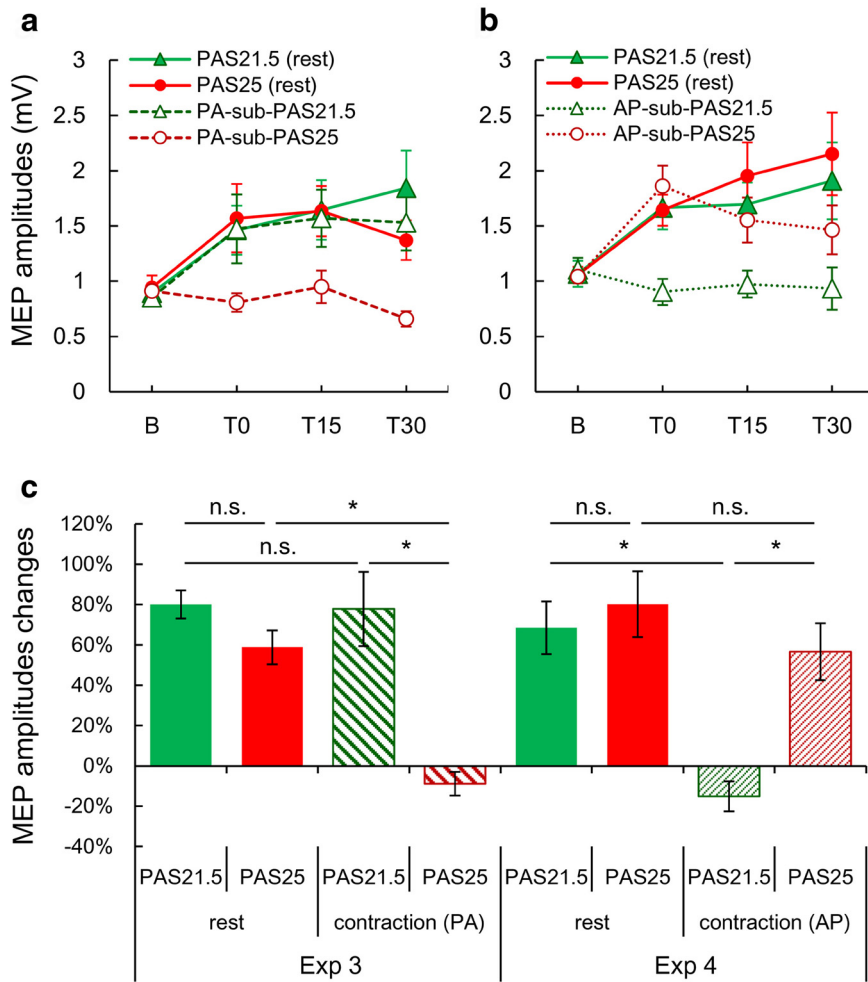 a
PAS21.5 (rest)
PAS25 (rest)
PA-sub-PAS21.5
PA-sub-PAS25
MEP amplitudes (mV)
3
2.5
2
1.5
1
0.5
0
B T0 T15 T30
b
PAS21.5 (rest)
PAS25 (rest)
AP-sub-PAS21.5
AP-sub-PAS25
3
2.5
2
1.5
1
0.5
0
B T0 T15 T30
c
n.s. * n.s. n.s.
n.s. * * *
MEP amplitudes changes
120%
100%
80%
60%
40%
20%
0%
-20%
-40%
PAS21.5 PAS25 PAS21.5 PAS25 PAS21.5 PAS25 PAS21.5 PAS25
rest contraction (PA) rest contraction (AP)
Exp 3 Exp 4